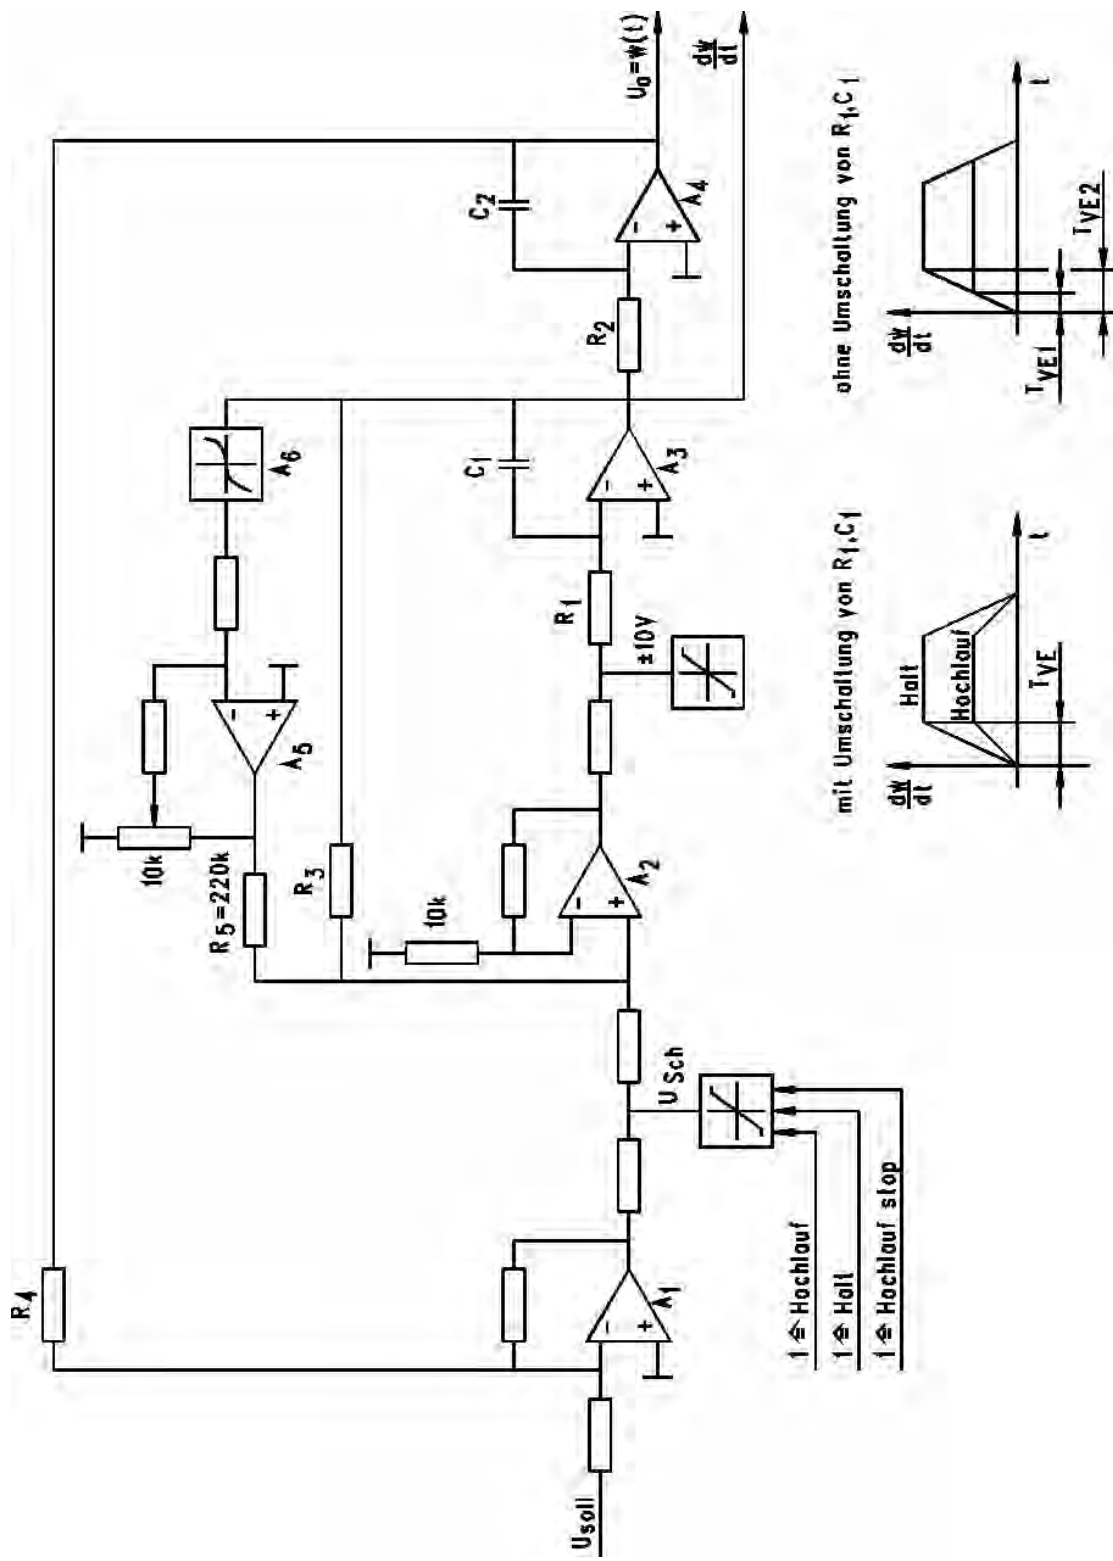 R4
10k
R5=220k
A5
A6
R3
10k
C1
C2
Usoll
A1
USch
A2
±10V
R1
A3
R2
A4
U0=w(t)
dw
dt
1≙Hochlauf
1≙Halt
1≙Hochlauf stop
mit Umschaltung von R1,C1
dw
dt
Halt
Hochlauf
t
TVE
ohne Umschaltung von R1,C1
dw
dt
t
TVE1
TVE2